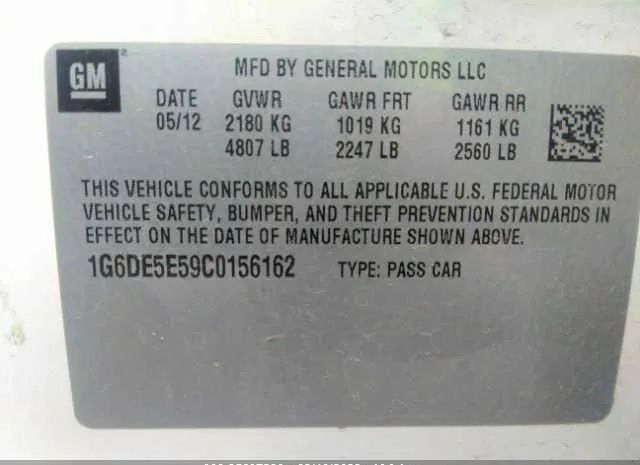 GM
MFD BY GENERAL MOTORS LLC
DATE GVWR GAWR FRT GAWR RR
05/12 2180 KG 1019 KG 1161 KG
4807 LB 2247 LB 2560 LB
THIS VEHICLE CONFORMS TO ALL APPLICABLE U.S. FEDERAL MOTOR
VEHICLE SAFETY, BUMPER, AND THEFT PREVENTION STANDARDS IN
EFFECT ON THE DATE OF MANUFACTURE SHOWN ABOVE.
1G6DE5E59C0156162 TYPE: PASS CAR